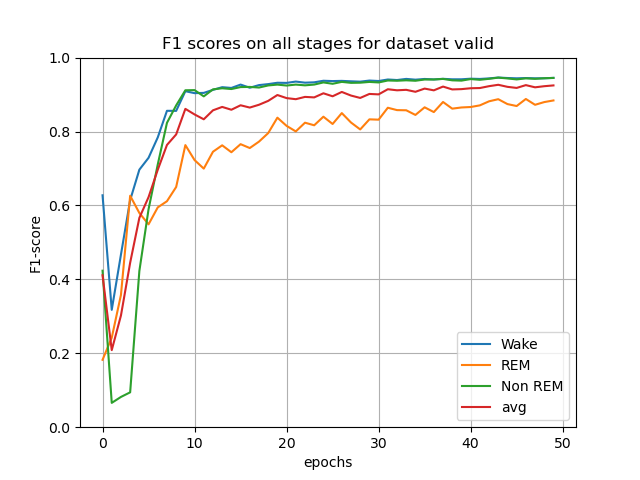 F1 scores on all stages for dataset valid
1.0
0.8
0.6
0.4
0.2
0.0
F1-score
0 10 20 30 40 50
epochs
Wake
REM
Non REM
avg